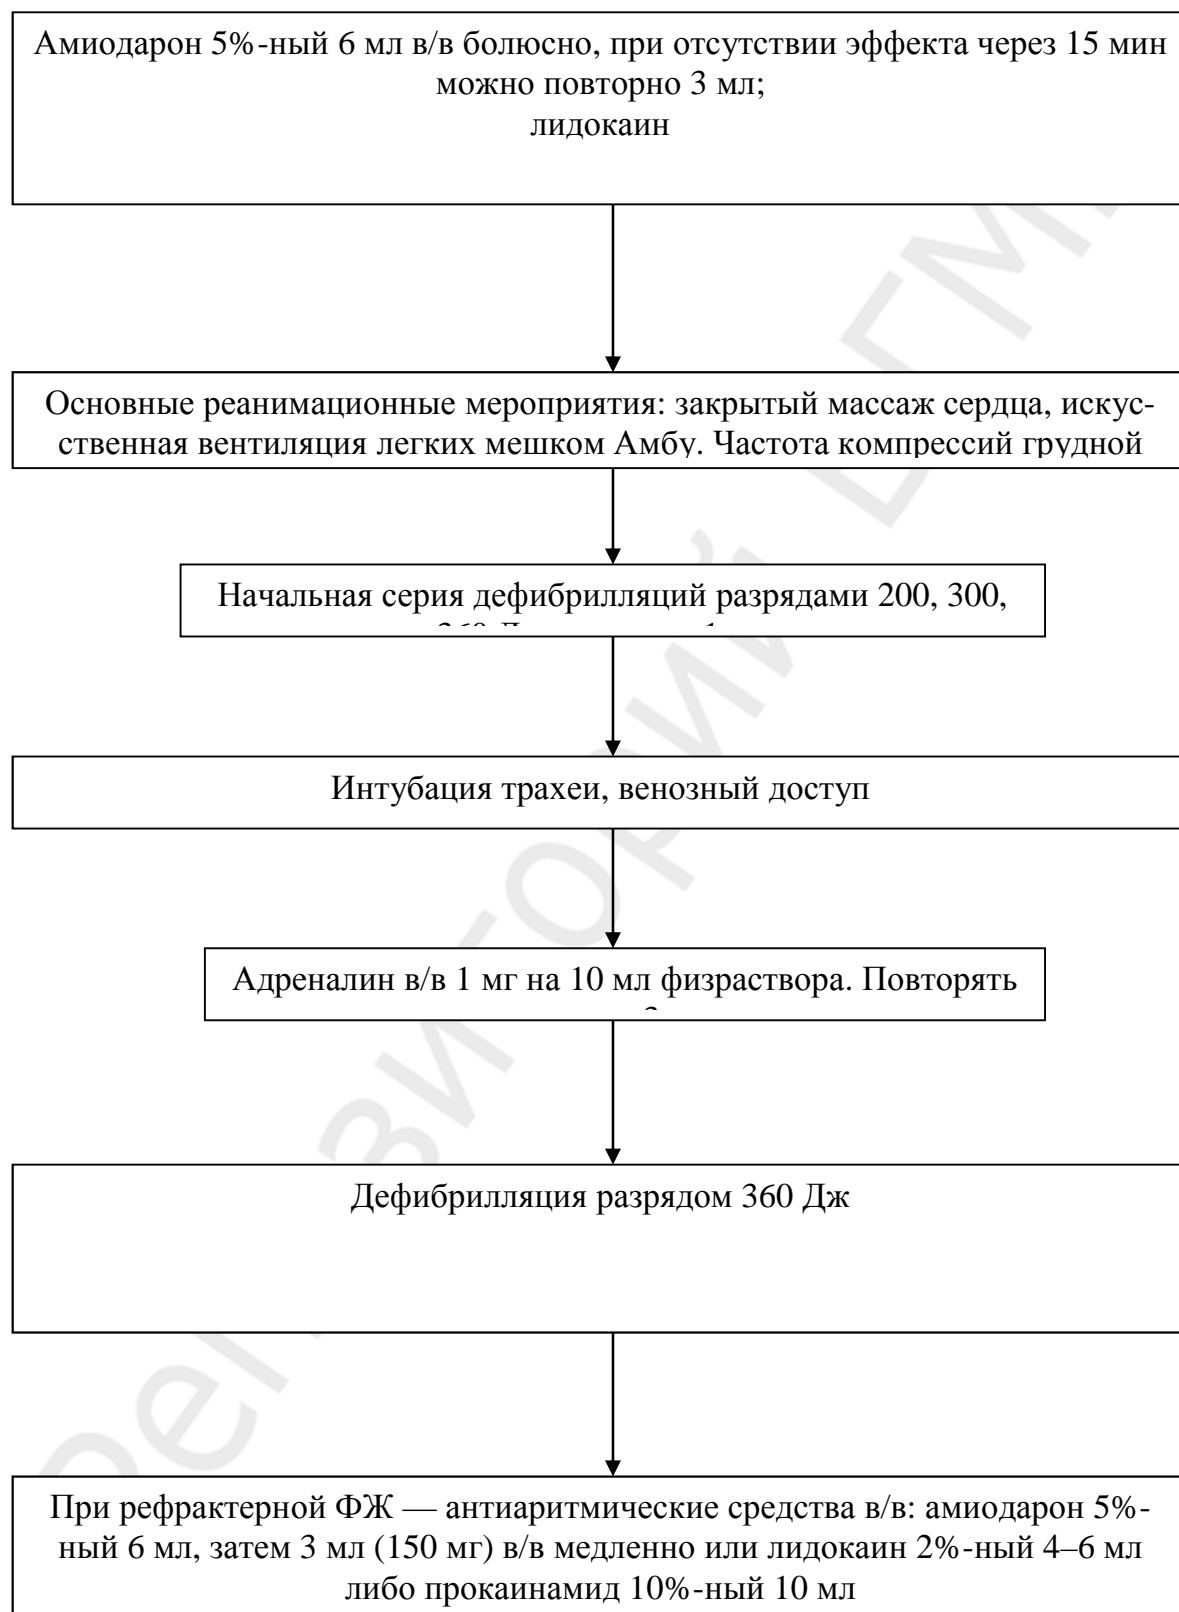 Амиодарон 5%-ный 6 мл в/в болюсно, при отсутствии эффекта через 15 мин
можно повторно 3 мл;
лидокаин
Основные реанимационные мероприятия: закрытый массаж сердца, искус-
ственная вентиляция легких мешком Амбу. Частота компрессий грудной
Начальная серия дефибрилляций разрядами 200, 300,
Интубация трахеи, венозный доступ
Адреналин в/в 1 мг на 10 мл физраствора. Повторять
Дефибрилляция разрядом 360 Дж
При рефрактерной ФЖ — антиаритмические средства в/в: амиодарон 5%-
ный 6 мл, затем 3 мл (150 мг) в/в медленно или лидокаин 2%-ный 4–6 мл
либо прокаинамид 10%-ный 10 мл